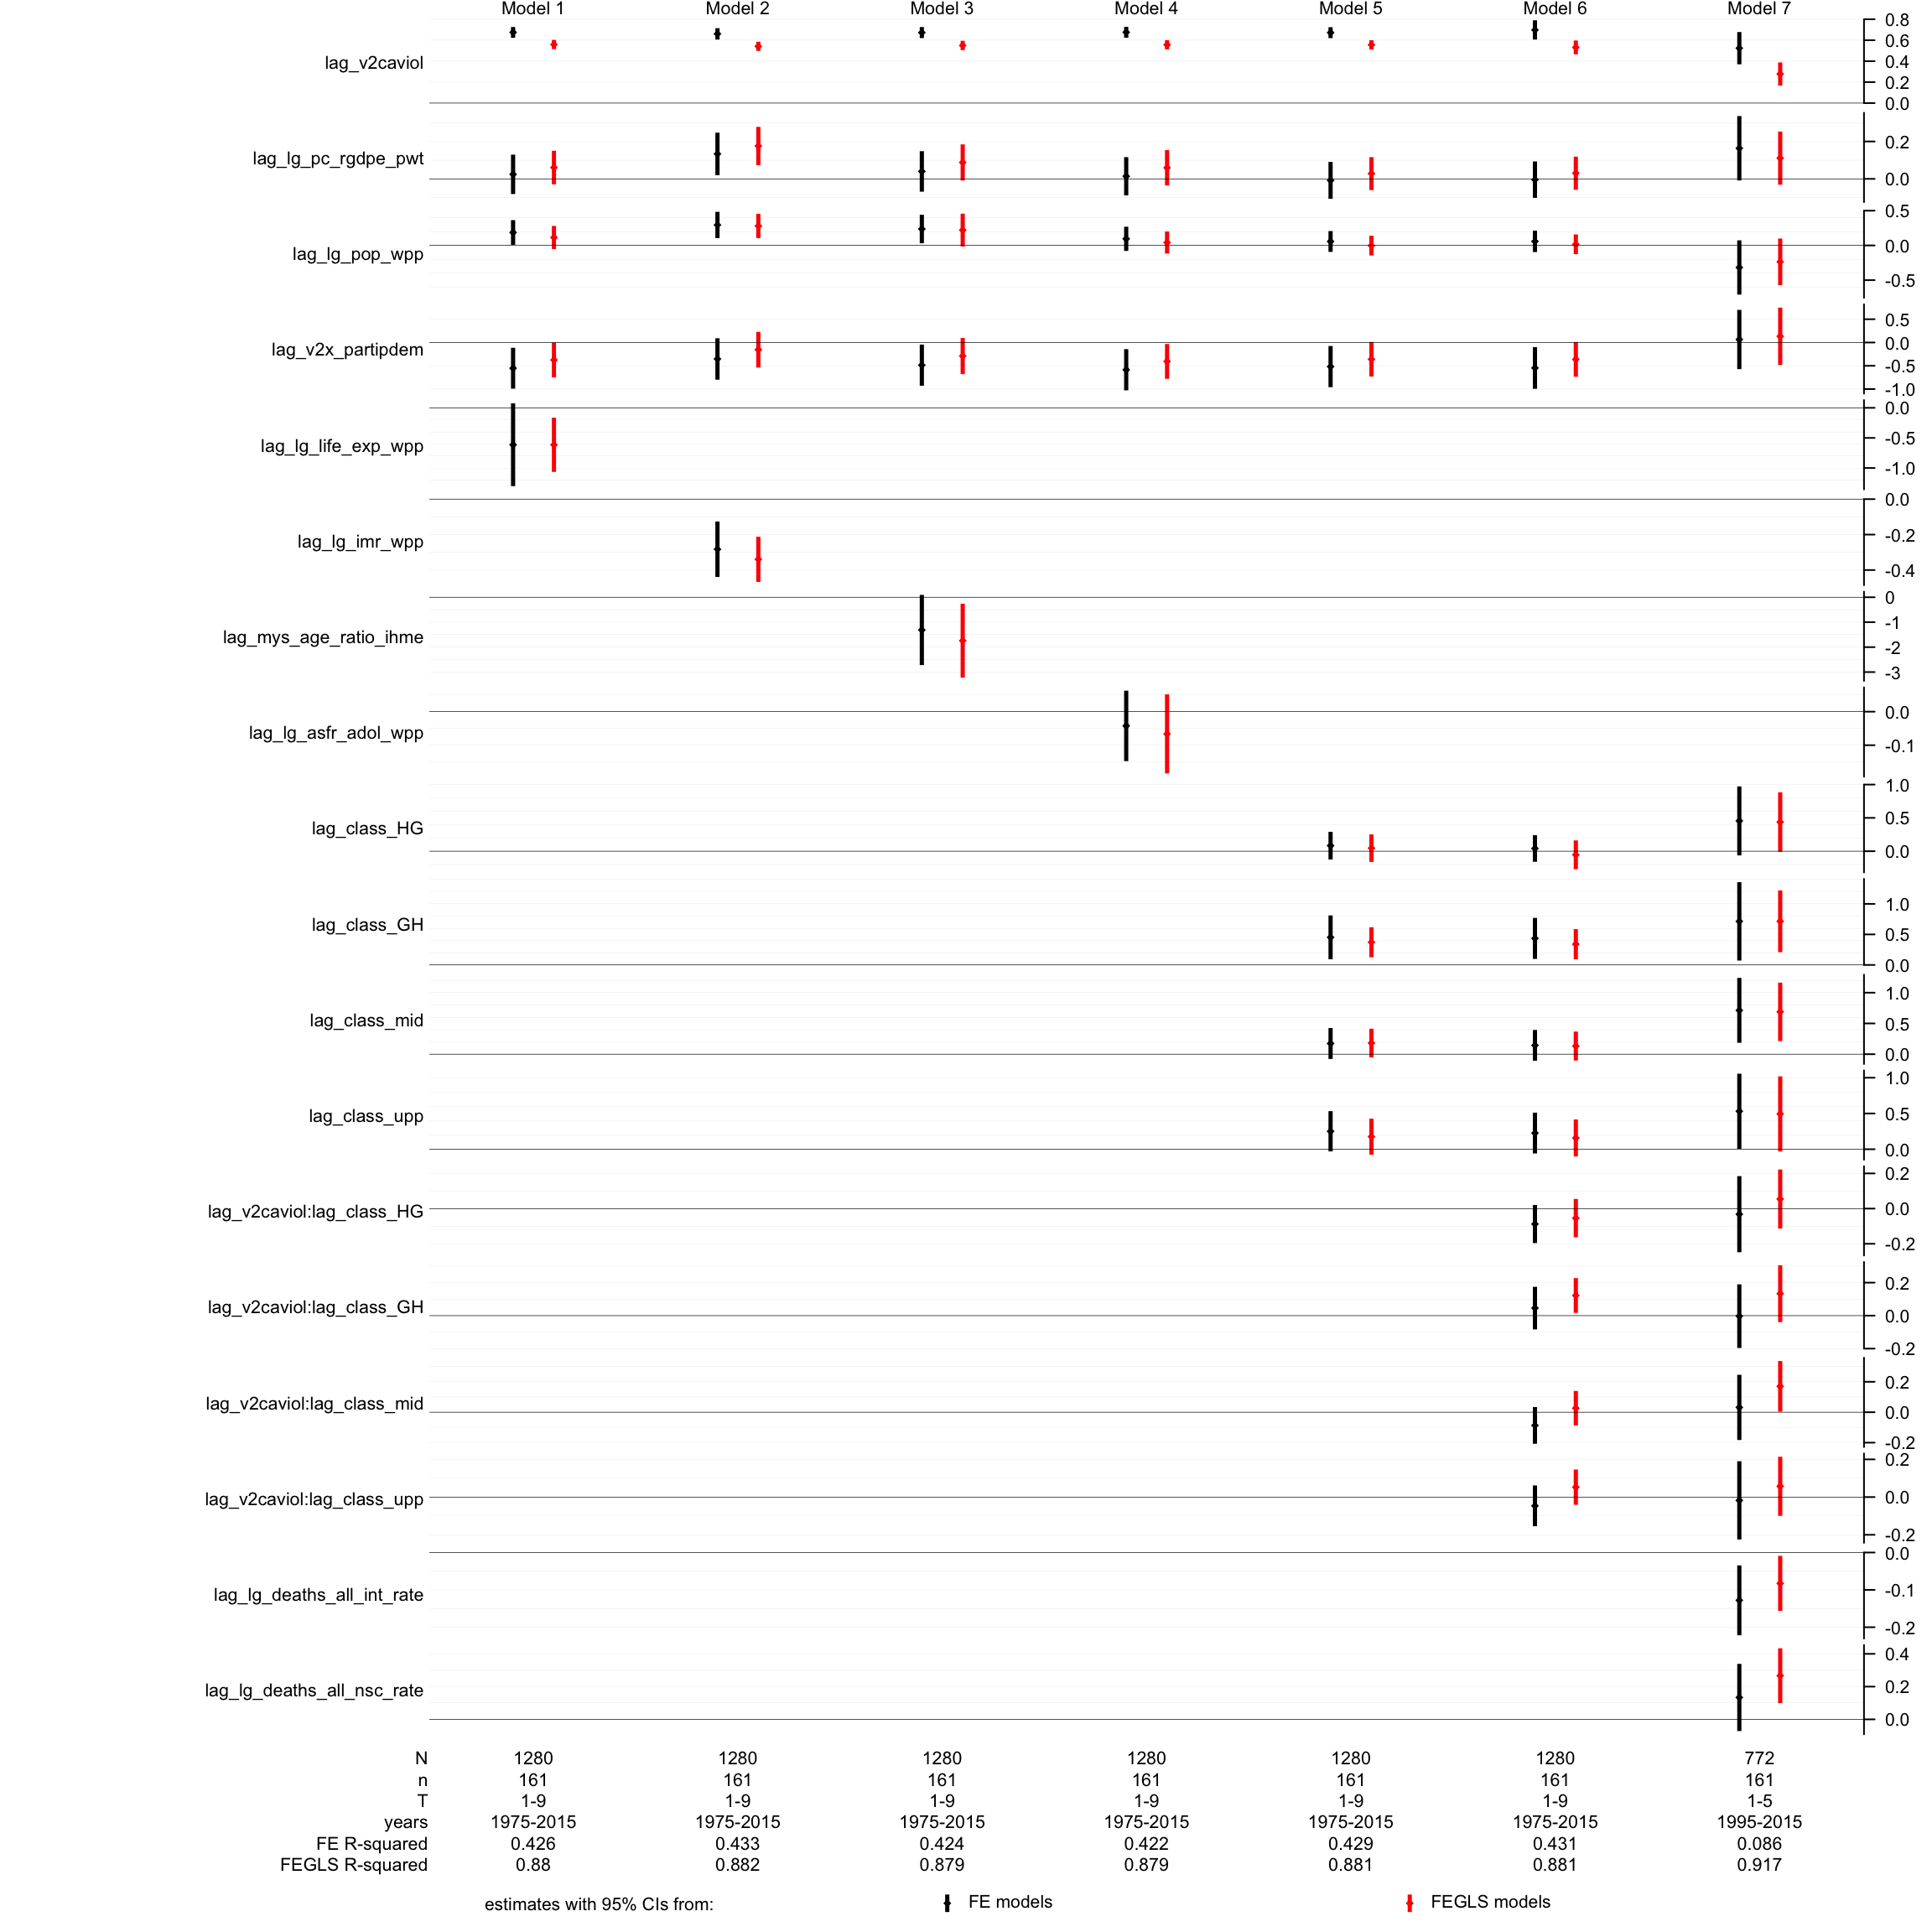 Model 1 Model 2 Model 3 Model 4 Model 5 Model 6 Model 7
lag_v2caviol
0.8
0.6
0.4
0.2
0.0
lag_lg_pc_rgdpe_pwt
0.2
0.0
lag_lg_pop_wpp
0.5
0.0
-0.5
lag_v2x_partipdem
0.5
0.0
-0.5
-1.0
lag_lg_life_exp_wpp
0.0
-0.5
-1.0
lag_lg_imr_wpp
0.0
-0.2
-0.4
lag_mys_age_ratio_ihme
0
-1
-2
-3
lag_lg_asfr_adol_wpp
0.0
-0.1
lag_class_HG
1.0
0.5
0.0
lag_class_GH
1.0
0.5
0.0
lag_class_mid
1.0
0.5
0.0
lag_class_upp
1.0
0.5
0.0
lag_v2caviol:lag_class_HG
0.2
0.0
-0.2
lag_v2caviol:lag_class_GH
0.2
0.0
-0.2
lag_v2caviol:lag_class_mid
0.2
0.0
-0.2
lag_v2caviol:lag_class_upp
0.2
0.0
-0.2
lag_lg_deaths_all_int_rate
0.0
-0.1
-0.2
lag_lg_deaths_all_nsc_rate
0.4
0.2
0.0
N 1280 1280 1280 1280 1280 1280 772
n 161 161 161 161 161 161 161
T 1-9 1-9 1-9 1-9 1-9 1-9 1-5
years 1975-2015 1975-2015 1975-2015 1975-2015 1975-2015 1975-2015 1995-2015
FE R-squared 0.426 0.433 0.424 0.422 0.429 0.431 0.086
FEGLS R-squared 0.88 0.882 0.879 0.879 0.881 0.881 0.917
estimates with 95% CIs from: FE models FEGLS models